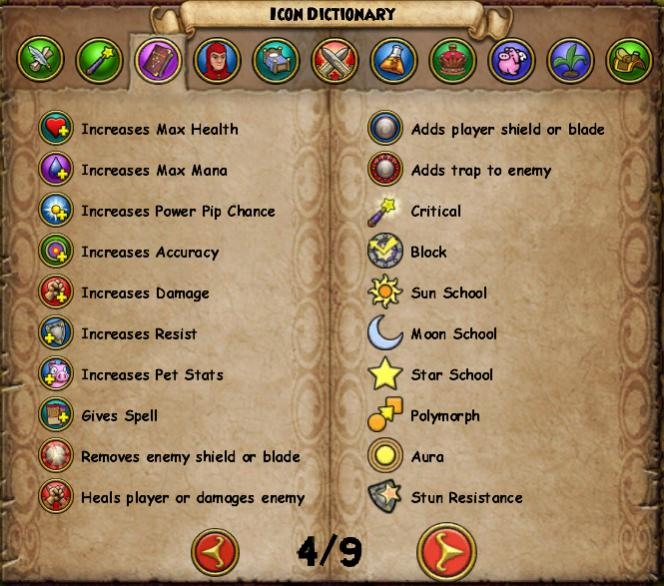 Icon Dictionary
Increases Max Health
Increases Max Mana
Increases Power Pip Chance
Increases Accuracy
Increases Damage
Increases Resist
Increases Pet Stats
Gives Spell
Removes enemy shield or blade
Heals player or damages enemy
Adds player shield or blade
Adds trap to enemy
Critical
Block
Sun School
Moon School
Star School
Polymorph
Aura
Stun Resistance
4/9